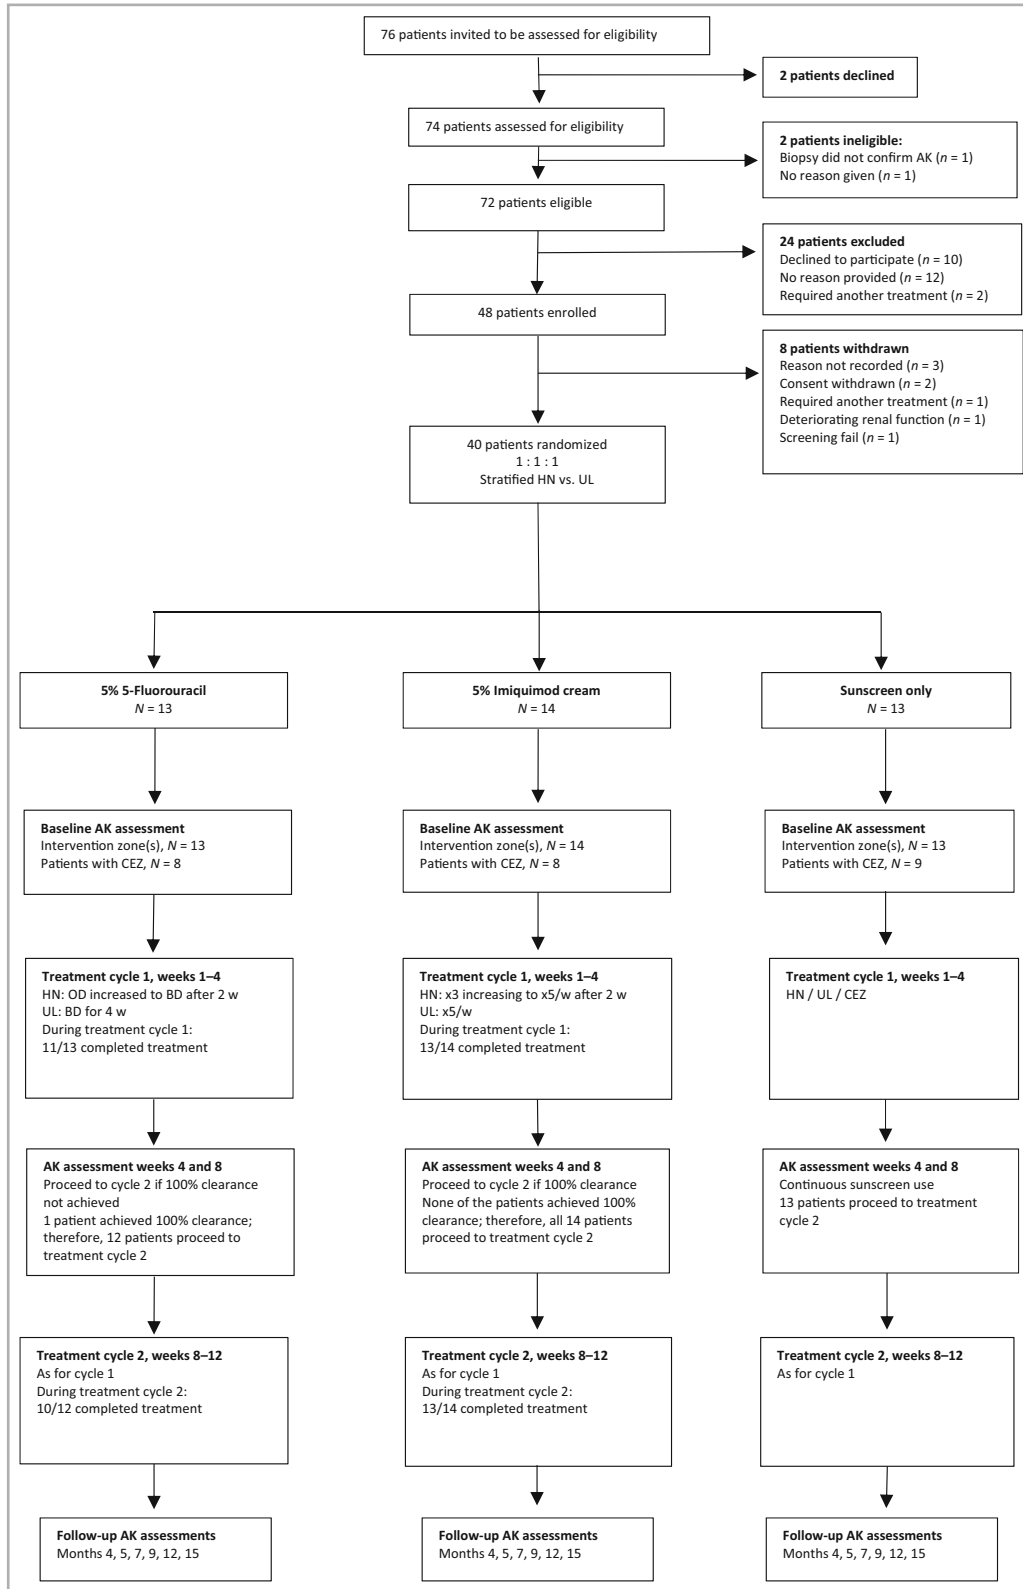 76 patients invited to be assessed for eligibility
2 patients declined
74 patients assessed for eligibility
2 patients ineligible:
Biopsy did not confirm AK (n = 1)
No reason given (n = 1)
72 patients eligible
24 patients excluded
Declined to participate (n = 10)
No reason provided (n = 12)
Required another treatment (n = 2)
48 patients enrolled
8 patients withdrawn
Reason not recorded (n = 3)
Consent withdrawn (n = 2)
Required another treatment (n = 1)
Deteriorating renal function (n = 1)
Screening fail (n = 1)
40 patients randomized
1 : 1 : 1
Stratified HN vs. UL
5% 5-Fluorouracil
N = 13
5% Imiquimod cream
N = 14
Sunscreen only
N = 13
Baseline AK assessment
Intervention zone(s), N = 13
Patients with CEZ, N = 8
Baseline AK assessment
Intervention zone(s), N = 14
Patients with CEZ, N = 8
Baseline AK assessment
Intervention zone(s), N = 13
Patients with CEZ, N = 9
Treatment cycle 1, weeks 1–4
HN: OD increased to BD after 2 w
UL: BD for 4 w
During treatment cycle 1:
11/13 completed treatment
Treatment cycle 1, weeks 1–4
HN: x3 increasing to x5/w after 2 w
UL: x5/w
During treatment cycle 1:
13/14 completed treatment
Treatment cycle 1, weeks 1–4
HN / UL / CEZ
AK assessment weeks 4 and 8
Proceed to cycle 2 if 100% clearance
not achieved
1 patient achieved 100% clearance;
therefore, 12 patients proceed to
treatment cycle 2
AK assessment weeks 4 and 8
Proceed to cycle 2 if 100% clearance
None of the patients achieved 100%
clearance; therefore, all 14 patients
proceed to treatment cycle 2
AK assessment weeks 4 and 8
Continuous sunscreen use
13 patients proceed to treatment
cycle 2
Treatment cycle 2, weeks 8–12
As for cycle 1
During treatment cycle 2:
10/12 completed treatment
Treatment cycle 2, weeks 8–12
As for cycle 1
During treatment cycle 2:
13/14 completed treatment
Treatment cycle 2, weeks 8–12
As for cycle 1
Follow-up AK assessments
Months 4, 5, 7, 9, 12, 15
Follow-up AK assessments
Months 4, 5, 7, 9, 12, 15
Follow-up AK assessments
Months 4, 5, 7, 9, 12, 15